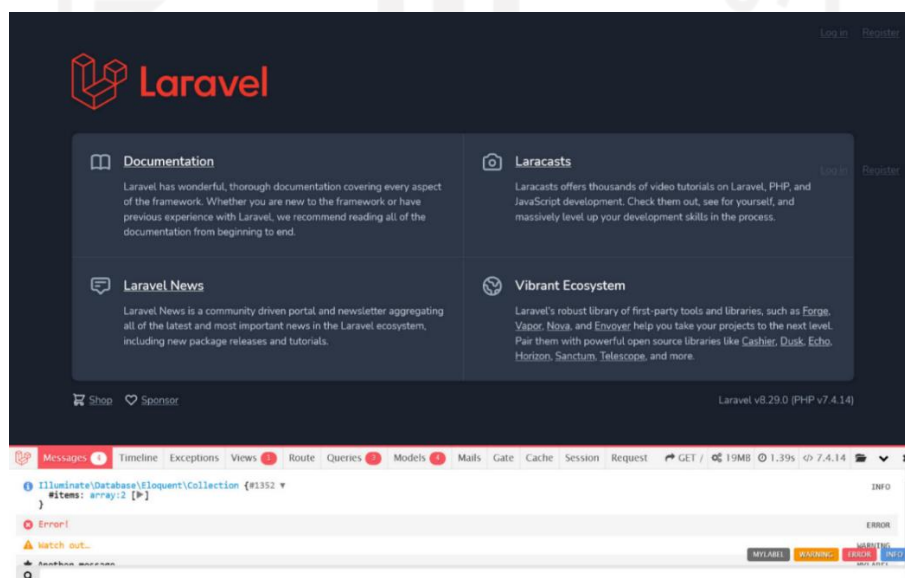 Log in Register
Laravel
Documentation
Laravel has wonderful, thorough documentation covering every aspect
of the framework. Whether you are new to the framework or have
previous experience with Laravel, we recommend reading all of the
documentation from beginning to end.
Laracasts
Log in Register
Laracasts offers thousands of video tutorials on Laravel, PHP, and
JavaScript development. Check them out, see for yourself, and
massively level up your development skills in the process.
Laravel News
Laravel News is a community driven portal and newsletter aggregating
all of the latest and most important news in the Laravel ecosystem,
including new package releases and tutorials.
Vibrant Ecosystem
Laravel's robust library of first-party tools and libraries, such as Forge,
Vapor, Nova, and Envoyer help you take your projects to the next level.
Pair them with powerful open source libraries like Cashier, Dusk, Echo,
Horizon, Sanctum, Telescope, and more.
Shop Sponsor
Laravel v8.29.0 (PHP v7.4.14)
Messages Timeline Exceptions Views Route Queries Models Mails Gate Cache Session Request GET / 19MB 1.39s 7.4.14
Illuminate\Database\Eloquent\Collection {#1352 INFO
#items: array:2 [
}
Error! ERROR
Watch out… WARNING
MYLABEL WARNING ERROR INFO
Another message MYLABEL